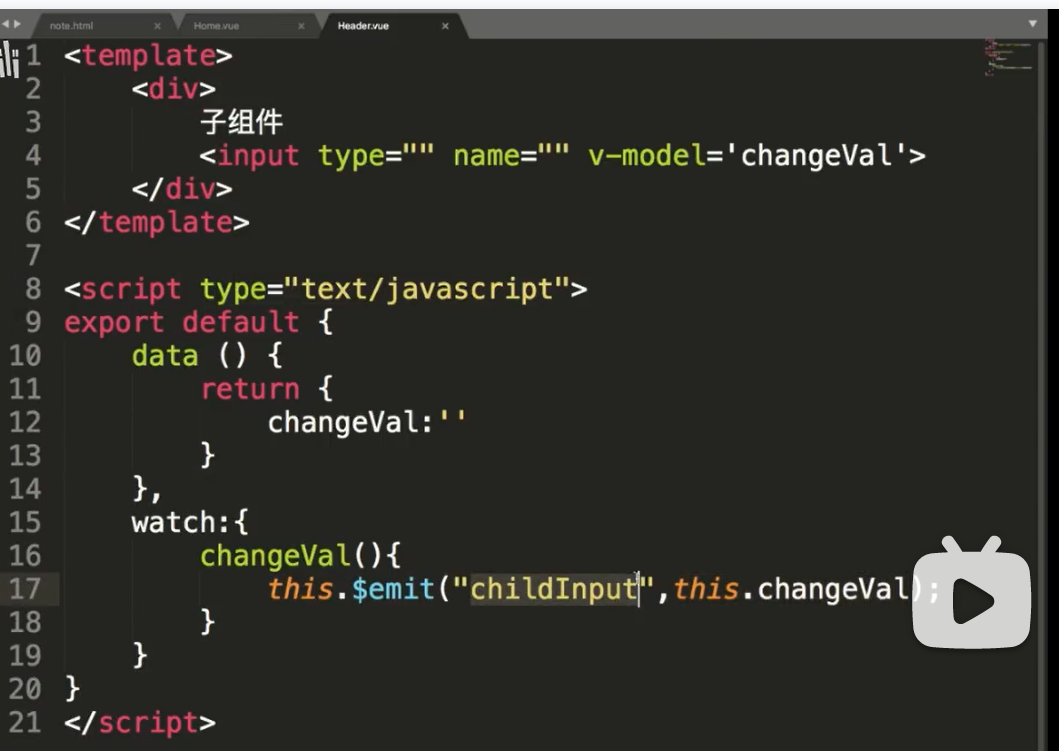 note.html Home.vue Header.vue
1 <template>
2 <div>
3 子组件
4 <input type="" name="" v-model='changeVal'>
5 </div>
6 </template>
7
8 <script type="text/javascript">
9 export default {
10 data () {
11 return {
12 changeVal:''
13 }
14 },
15 watch:{
16 changeVal(){
17 this.$emit("childInput",this.changeVal);
18 }
19 }
20 }
21 </script>